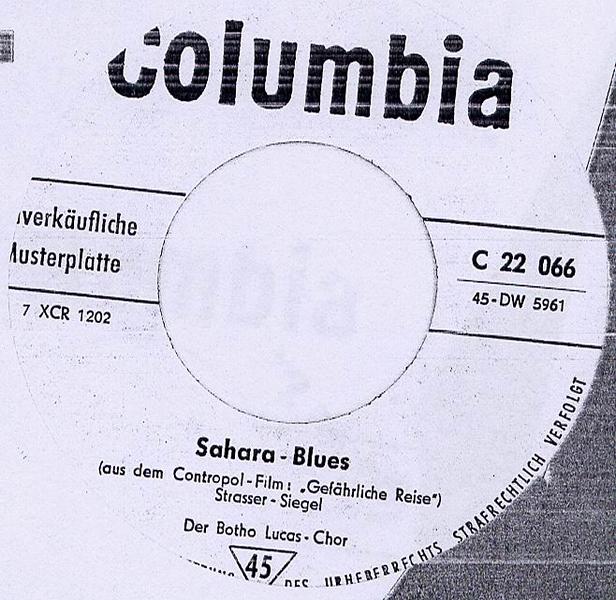 Columbia
verkäufliche
Musterplatte
7 XCR 1202
C 22 066
45-DW 5961
Sahara - Blues
(aus dem Contropol-Film: „Gefährliche Reise“)
Strasser - Siegel
Der Botho Lucas-Chor
45
DES URHEBERRECHTS STRAFRECHTLICH VERFOLGT